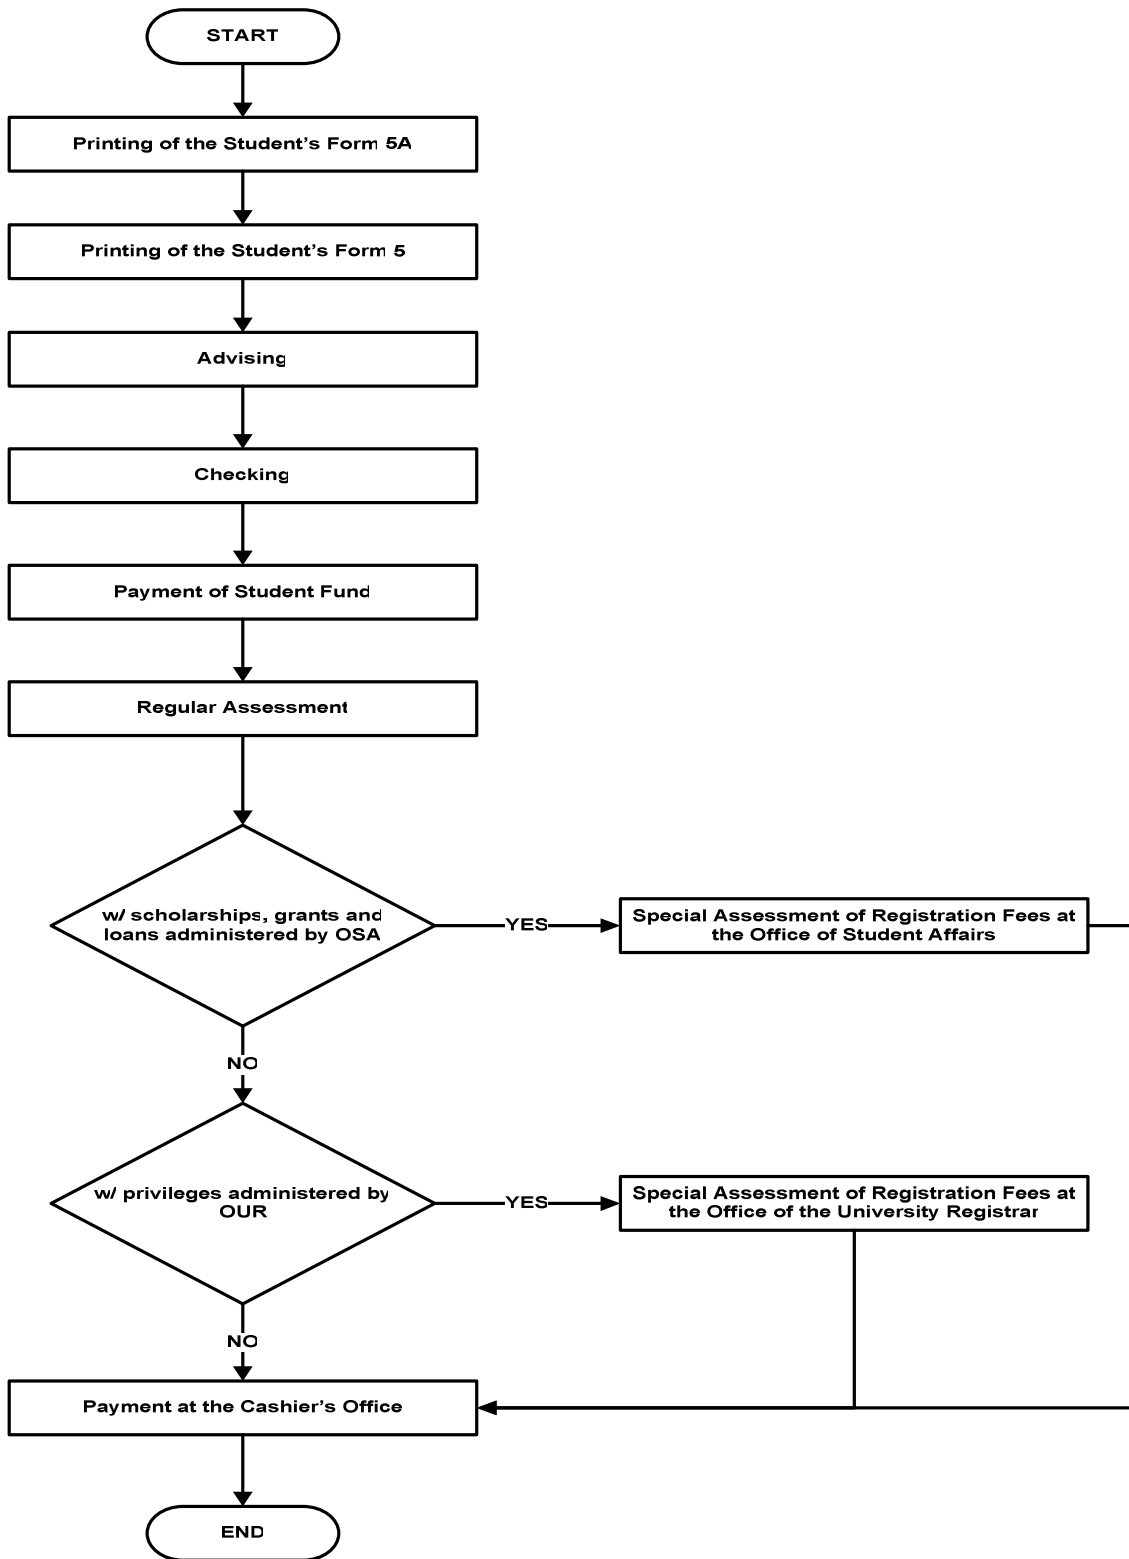 START
Printing of the Student's Form 5A
Printing of the Student's Form 5
Advising
Checking
Payment of Student Fund
Regular Assessment
w/ scholarships, grants and
loans administered by OSA
YES
Special Assessment of Registration Fees at
the Office of Student Affairs
NO
w/ privileges administered by
OUR
YES
Special Assessment of Registration Fees at
the Office of the University Registrar
NO
Payment at the Cashier's Office
END